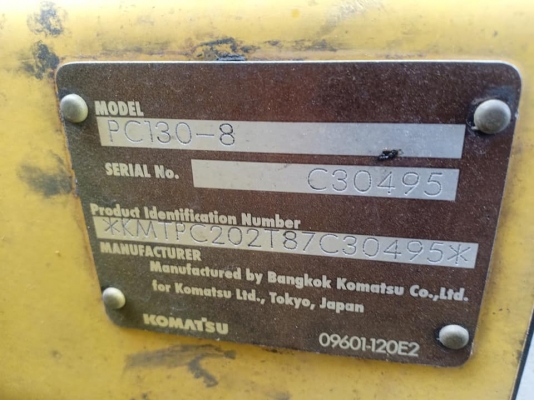 MODEL
PC130-8
SERIAL No.
C30495
Product Identification Number
*KMTPC202T87C30495*
MANUFACTURER
Manufactured by Bangkok Komatsu Co.,Ltd.
for Komatsu Ltd., Tokyo, Japan
KOMATSU
09601-120E2